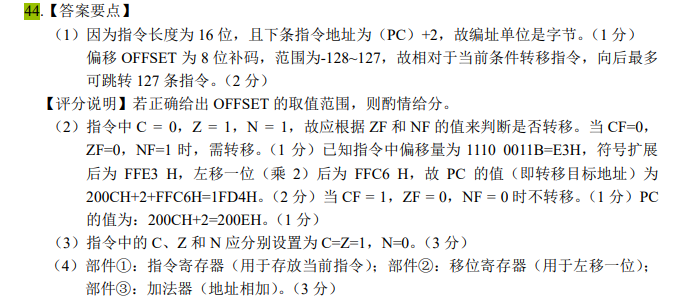 44.【答案要点】
（1）因为指令长度为 16 位，且下条指令地址为（PC）+2，故编址单位是字节。（1 分）
偏移 OFFSET 为 8 位补码，范围为-128~127，故相对于当前条件转移指令，向后最多
可跳转 127 条指令。（2 分）
【评分说明】若正确给出 OFFSET 的取值范围，则酌情给分。
（2）指令中 C = 0，Z = 1，N = 1，故应根据 ZF 和 NF 的值来判断是否转移。当 CF=0，
ZF=0，NF=1 时，需转移。（1 分）已知指令中偏移量为 1110 0011B=E3H，符号扩展
后为 FFE3 H，左移一位（乘 2）后为 FFC6 H，故 PC 的值（即转移目标地址）为
200CH+2+FFC6H=1FD4H。（2 分）当 CF = 1，ZF = 0，NF = 0 时不转移。（1 分）PC
的值为：200CH+2=200EH。（1 分）
（3）指令中的 C、Z 和 N 应分别设置为 C=Z=1，N=0。（3 分）
（4）部件①：指令寄存器（用于存放当前指令）；部件②：移位寄存器（用于左移一位）；
部件③：加法器（地址相加）。（3 分）